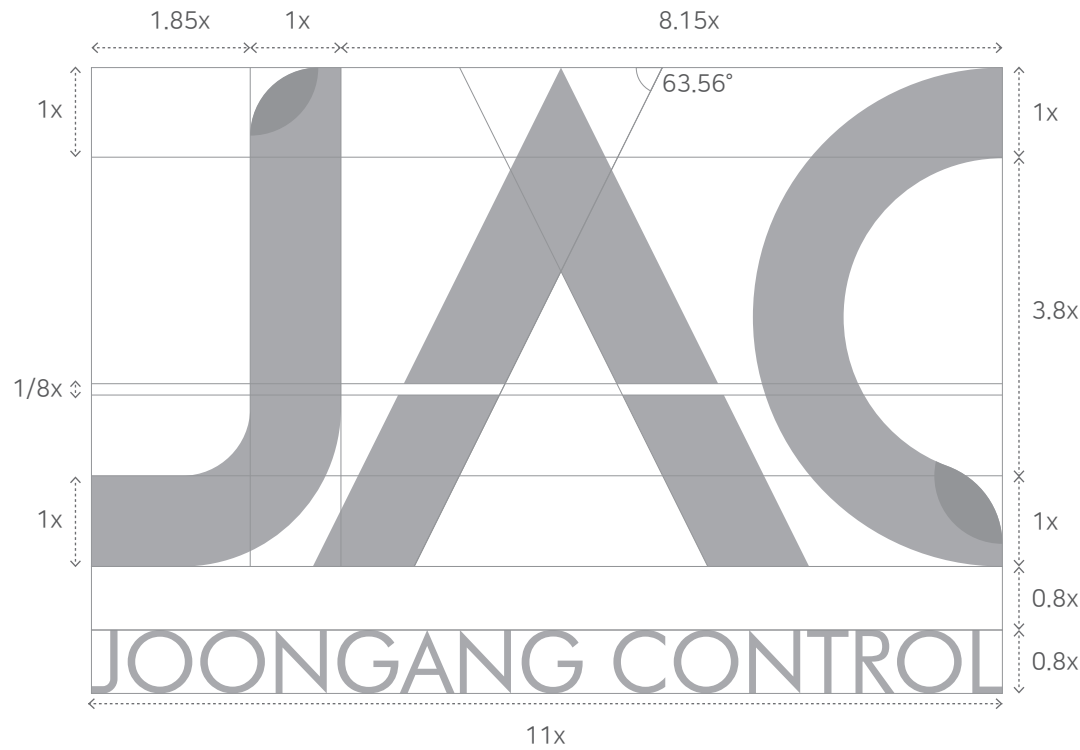 1.85x 1x 8.15x
63.56°
1x 1x
JAC
3.8x
1/8x
1x 1x
0.8x
JOONGANG CONTROL 0.8x
11x